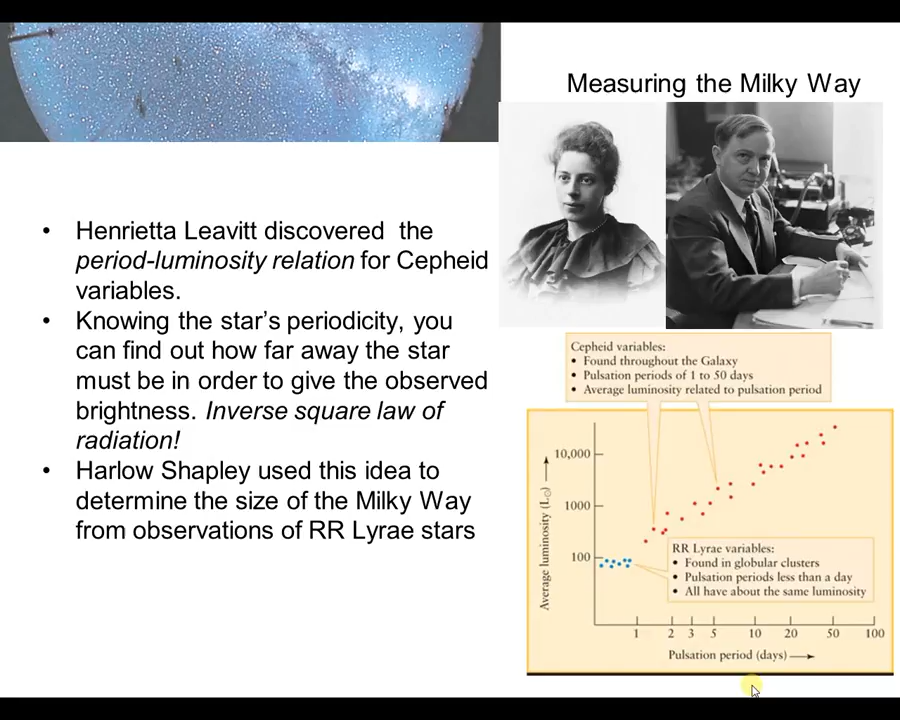 Measuring the Milky Way
• Henrietta Leavitt discovered the
period-luminosity relation for Cepheid
variables.
• Knowing the star’s periodicity, you
can find out how far away the star
must be in order to give the observed
brightness. Inverse square law of
radiation!
• Harlow Shapley used this idea to
determine the size of the Milky Way
from observations of RR Lyrae stars
Cepheid variables:
• Found throughout the Galaxy
• Pulsation periods of 1 to 50 days
• Average luminosity related to pulsation period
Average luminosity (L☉)
10,000
1000
100
RR Lyrae variables:
• Found in globular clusters
• Pulsation periods less than a day
• All have about the same luminosity
1 2 3 5 10 20 50 100
Pulsation period (days)